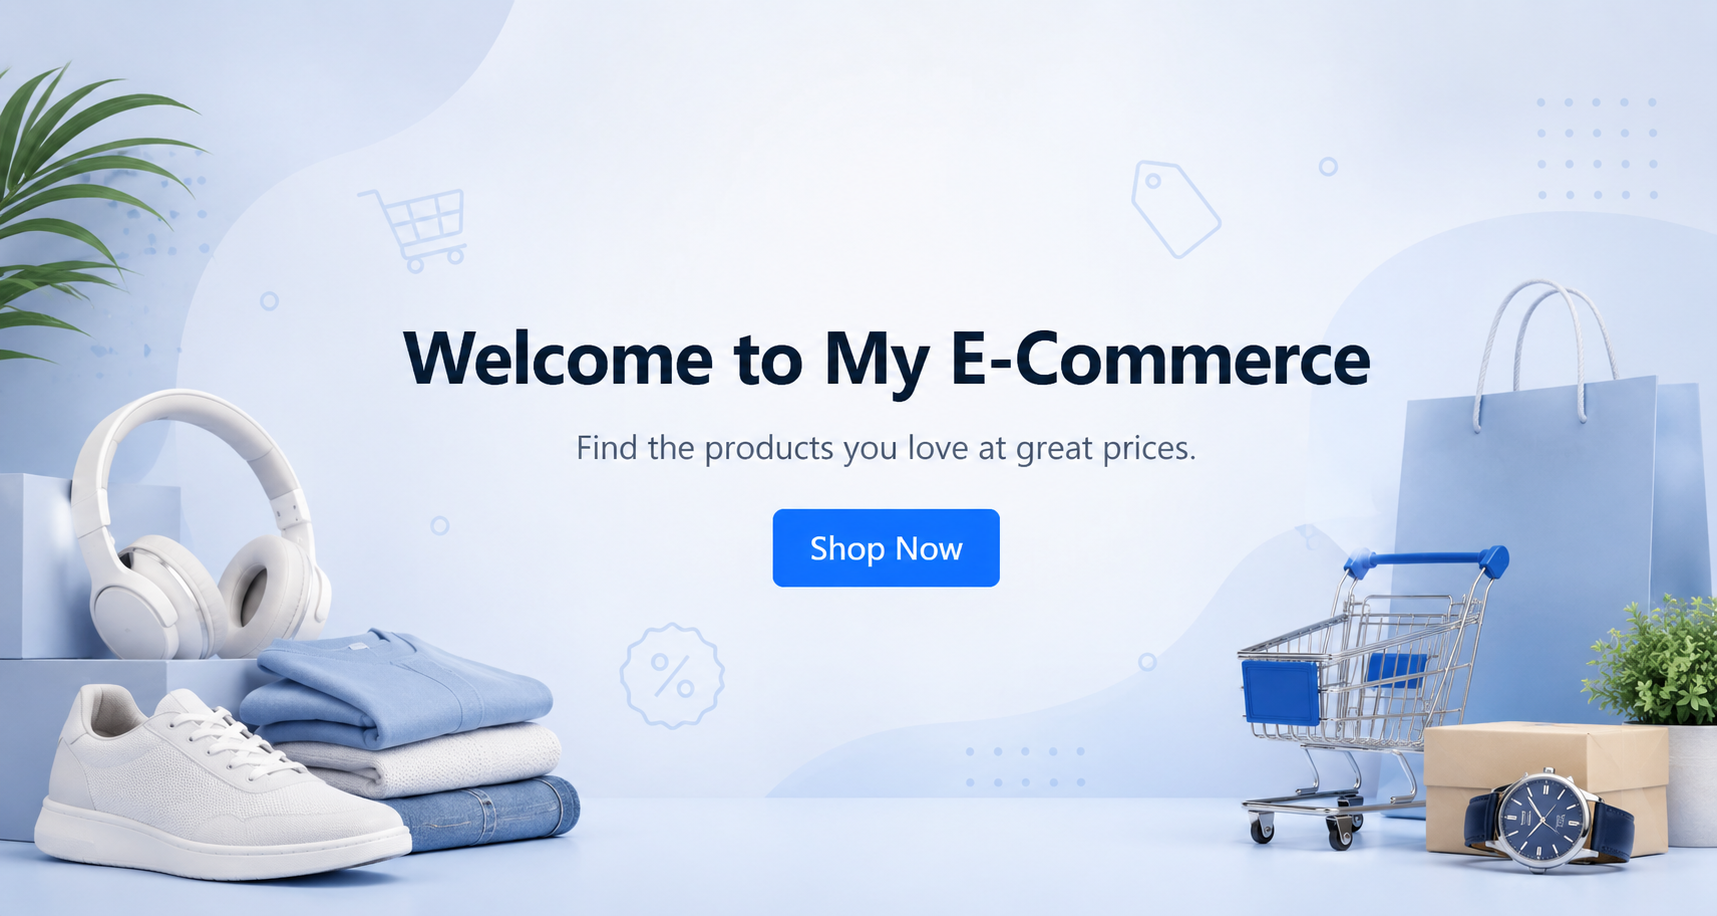 Welcome to My E-Commerce
Find the products you love at great prices.
Shop Now
%